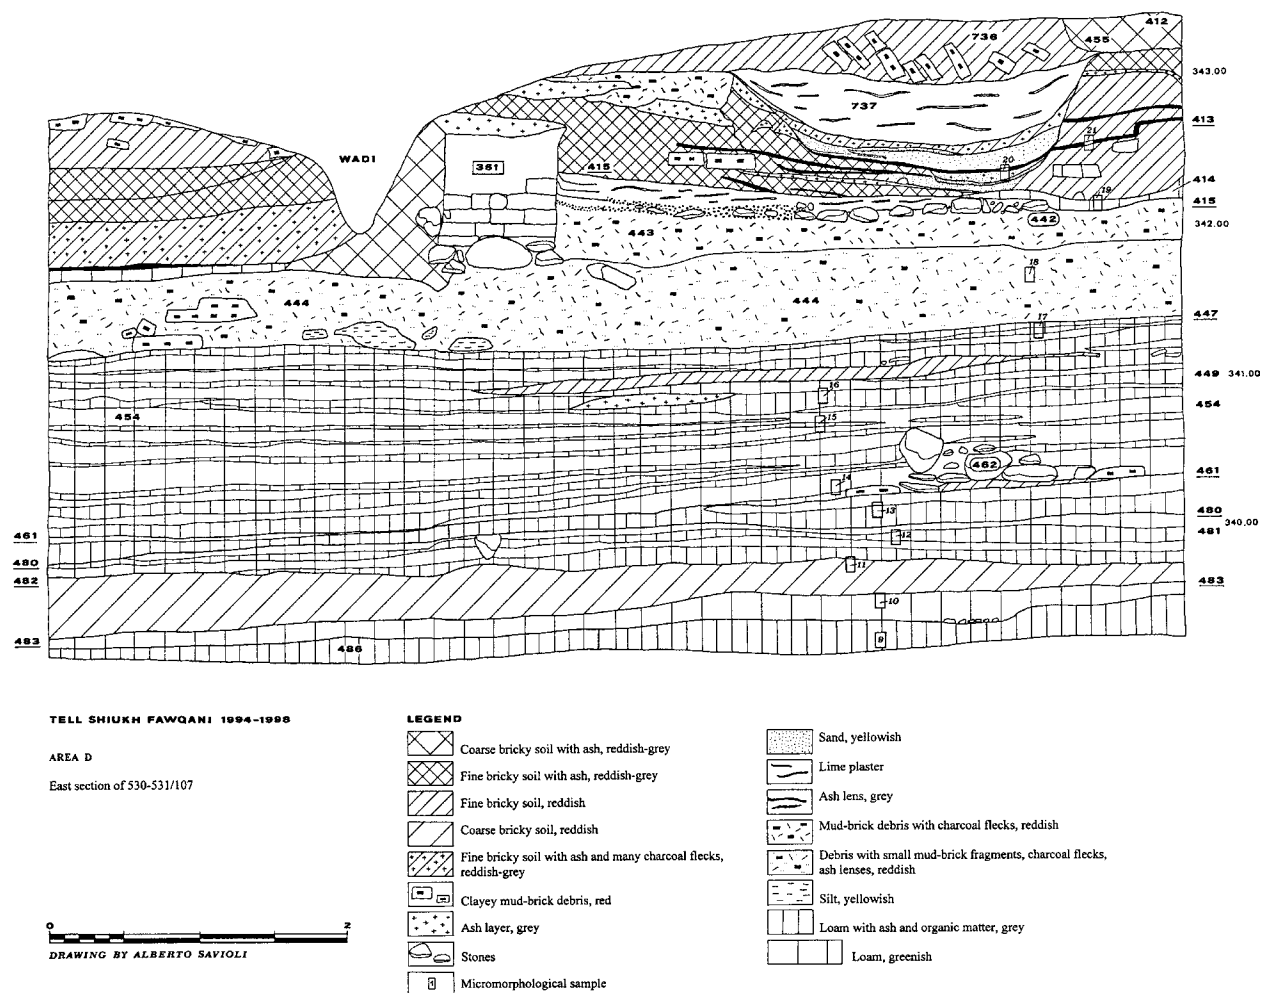 412
736
455
343,00
737
413
WADI
21
361
415
20
414
19
415
442
342,00
443
18
444
444
447
17
449 341,00
16
454
454
15
462
461
14
13
480 340,00
481
12
461
480
11
482
483
10
483
9
486
TELL SHIUKH FAWQANI 1994-1998
AREA D
East section of 530-531/107
0 2
DRAWING BY ALBERTO SAVIOLI
LEGEND
Coarse bricky soil with ash, reddish-grey
Fine bricky soil with ash, reddish-grey
Fine bricky soil, reddish
Coarse bricky soil, reddish
Fine bricky soil with ash and many charcoal flecks,
reddish-grey
Clayey mud-brick debris, red
Ash layer, grey
Stones
1 Micromorphological sample
Sand, yellowish
Lime plaster
Ash lens, grey
Mud-brick debris with charcoal flecks, reddish
Debris with small mud-brick fragments, charcoal flecks,
ash lenses, reddish
Silt, yellowish
Loam with ash and organic matter, grey
Loam, greenish